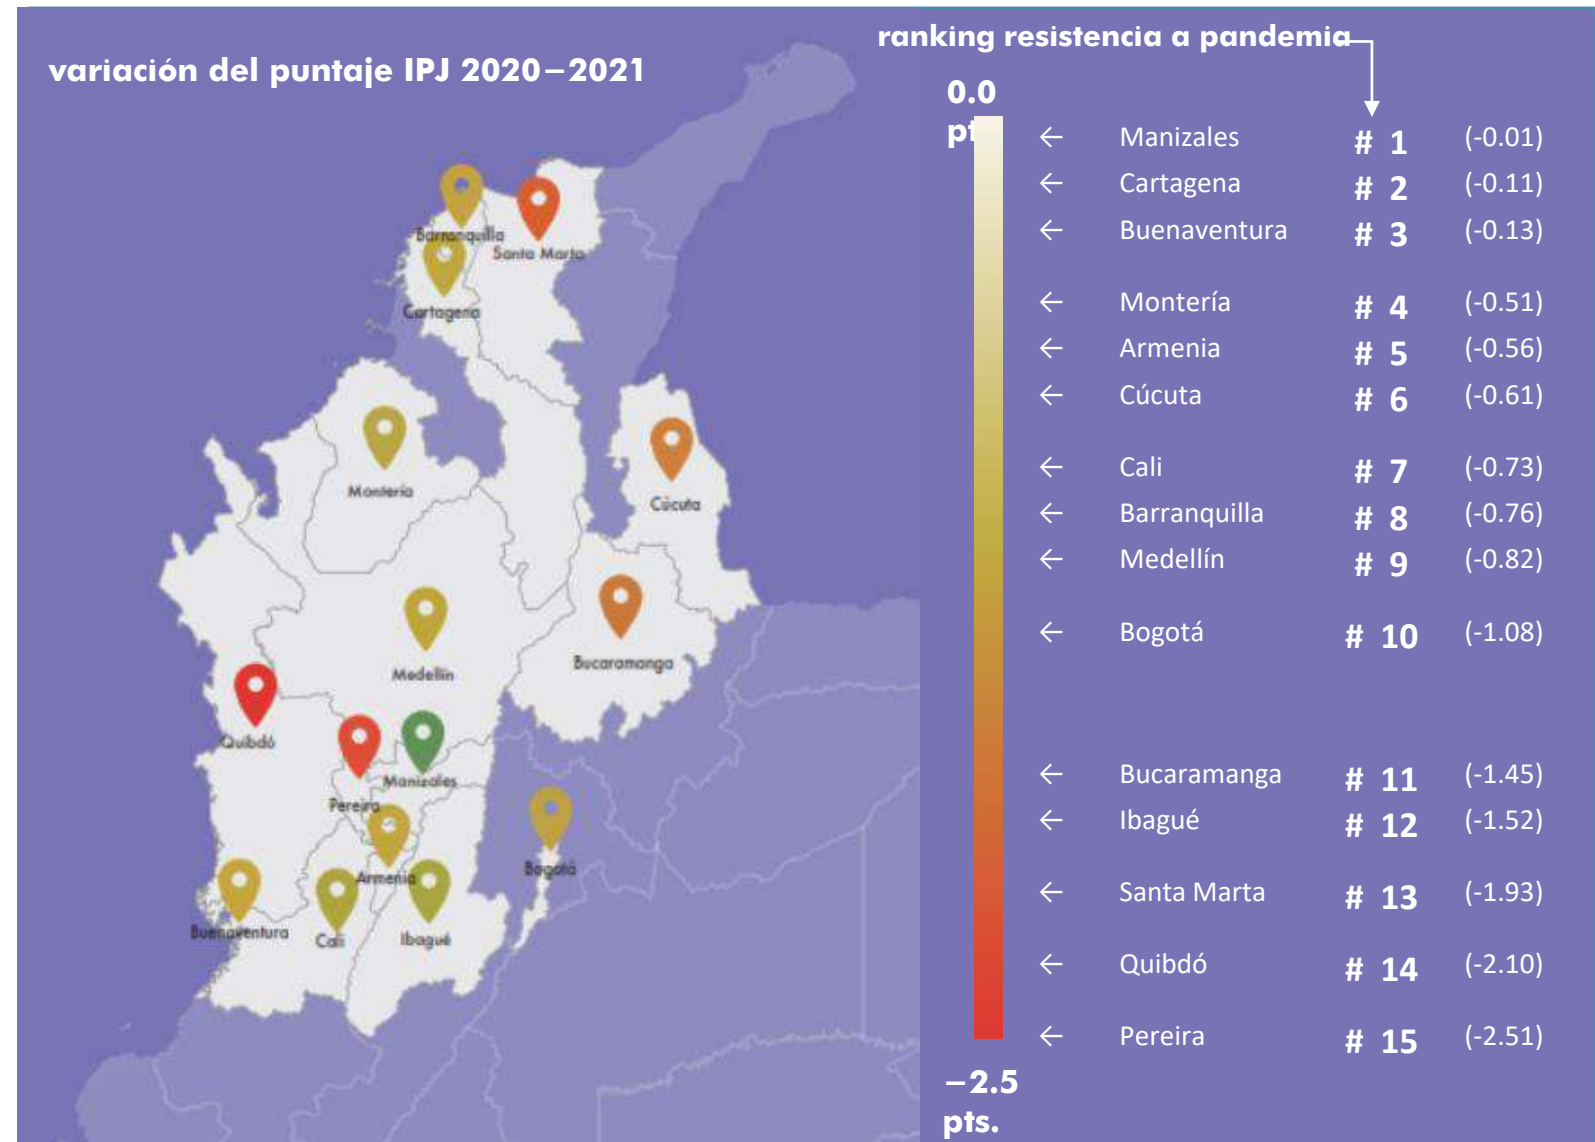 variación del puntaje IPJ 2020–2021
ranking resistencia a pandemia
0.0
pt
← Manizales # 1 (-0.01)
← Cartagena # 2 (-0.11)
← Buenaventura # 3 (-0.13)
← Montería # 4 (-0.51)
← Armenia # 5 (-0.56)
← Cúcuta # 6 (-0.61)
← Cali # 7 (-0.73)
← Barranquilla # 8 (-0.76)
← Medellín # 9 (-0.82)
← Bogotá # 10 (-1.08)
← Bucaramanga # 11 (-1.45)
← Ibagué # 12 (-1.52)
← Santa Marta # 13 (-1.93)
← Quibdó # 14 (-2.10)
← Pereira # 15 (-2.51)
–2.5
pts.
Barranquilla
Santa Marta
Cartagena
Montería
Cúcuta
Medellín
Bucaramanga
Quibdó
Manizales
Pereira
Armenia
Bogotá
Buenaventura
Cali
Ibagué